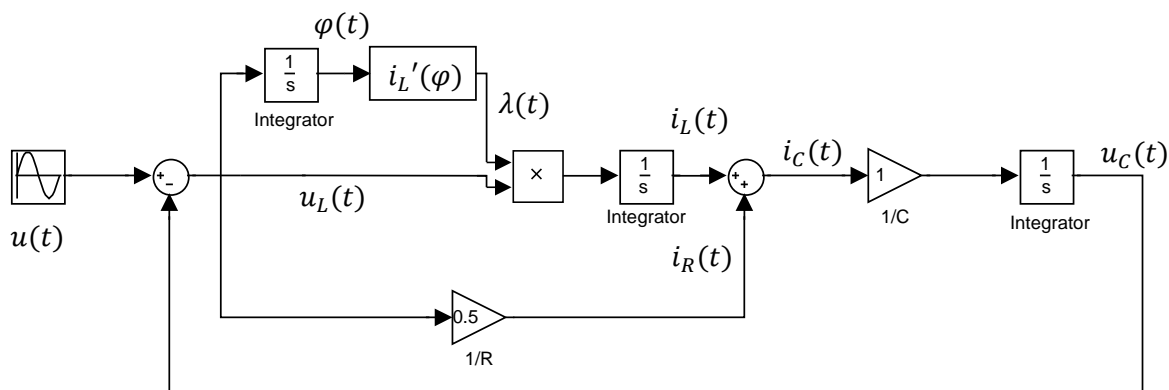 φ(t)
1
s
Integrator
i_L′(φ)
λ(t)
+
−
u(t)
u_L(t)
×
1
s
Integrator
i_L(t)
+
+
i_R(t)
i_C(t)
1
1/C
1
s
Integrator
u_C(t)
0.5
1/R